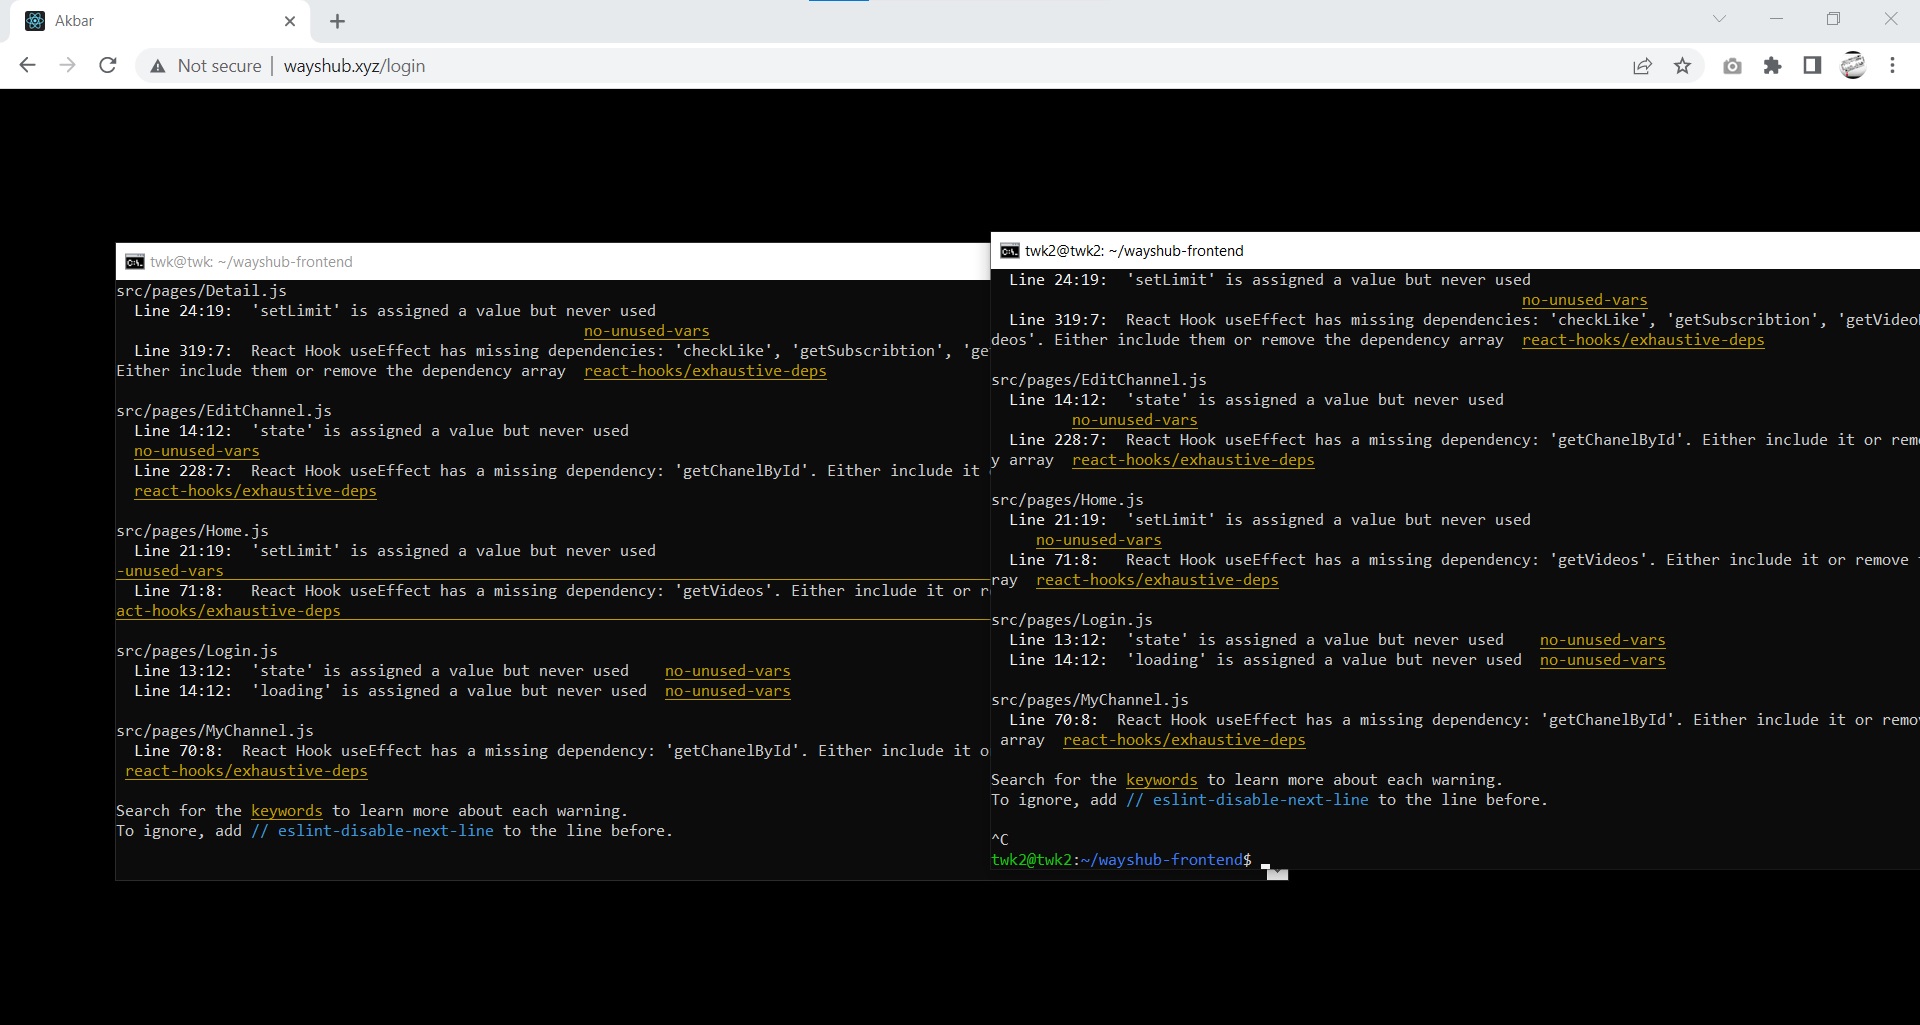 Akbar
Not secure
wayshub.xyz/login
twk@twk: ~/wayshub-frontend
src/pages/Detail.js
Line 24:19: 'setLimit' is assigned a value but never used
no-unused-vars
Line 319:7: React Hook useEffect has missing dependencies: 'checkLike', 'getSubscribtion', 'ge
Either include them or remove the dependency array react-hooks/exhaustive-deps
src/pages/EditChannel.js
Line 14:12: 'state' is assigned a value but never used
no-unused-vars
Line 228:7: React Hook useEffect has a missing dependency: 'getChanelById'. Either include it
react-hooks/exhaustive-deps
src/pages/Home.js
Line 21:19: 'setLimit' is assigned a value but never used
-unused-vars
Line 71:8: React Hook useEffect has a missing dependency: 'getVideos'. Either include it or r
act-hooks/exhaustive-deps
src/pages/Login.js
Line 13:12: 'state' is assigned a value but never used no-unused-vars
Line 14:12: 'loading' is assigned a value but never used no-unused-vars
src/pages/MyChannel.js
Line 70:8: React Hook useEffect has a missing dependency: 'getChanelById'. Either include it o
react-hooks/exhaustive-deps
Search for the keywords to learn more about each warning.
To ignore, add // eslint-disable-next-line to the line before.
twk2@twk2: ~/wayshub-frontend
Line 24:19: 'setLimit' is assigned a value but never used
no-unused-vars
Line 319:7: React Hook useEffect has missing dependencies: 'checkLike', 'getSubscribtion', 'getVideo
deos'. Either include them or remove the dependency array react-hooks/exhaustive-deps
src/pages/EditChannel.js
Line 14:12: 'state' is assigned a value but never used
no-unused-vars
Line 228:7: React Hook useEffect has a missing dependency: 'getChanelById'. Either include it or rem
y array react-hooks/exhaustive-deps
src/pages/Home.js
Line 21:19: 'setLimit' is assigned a value but never used
no-unused-vars
Line 71:8: React Hook useEffect has a missing dependency: 'getVideos'. Either include it or remove
ray react-hooks/exhaustive-deps
src/pages/Login.js
Line 13:12: 'state' is assigned a value but never used no-unused-vars
Line 14:12: 'loading' is assigned a value but never used no-unused-vars
src/pages/MyChannel.js
Line 70:8: React Hook useEffect has a missing dependency: 'getChanelById'. Either include it or remo
array react-hooks/exhaustive-deps
Search for the keywords to learn more about each warning.
To ignore, add // eslint-disable-next-line to the line before.
^C
twk2@twk2:~/wayshub-frontend$